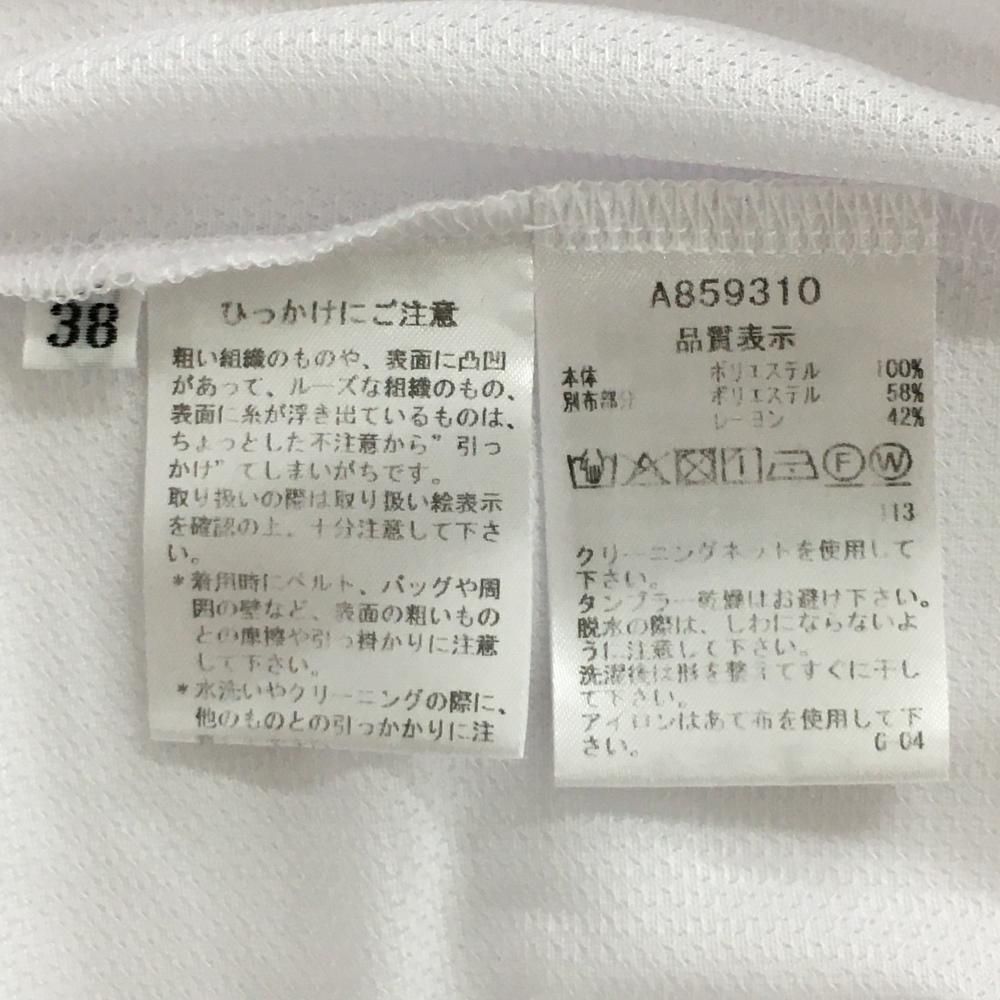 38
ひっかけにご注意
粗い組織のものや、表面に凸凹
があって、ルーズな組織のもの、
表面に糸が浮き出ているものは、
ちょっとした不注意から”引っ
かけ”てしまいがちです。
取り扱いの際は取り扱い絵表示
を確認の上、十分注意して下さ
い。
*着用時にベルト、バッグや周
囲の壁など、表面の粗いもの
との摩擦や引っ掛かりに注意
して下さい。
*水洗いやクリーニングの際に、
他のものとの引っかかりに注
A859310
品質表示
本体 ポリエステル 100%
別布部分 ポリエステル 58%
レーヨン 42%
F W
113
クリーニングネットを使用して
下さい。
タンブラー乾燥はお避け下さい。
脱水の際は、しわにならないよ
うに注意して下さい。
洗濯後は形を整えてすぐに干し
て下さい。
アイロンはあて布を使用して下
さい。 G-04